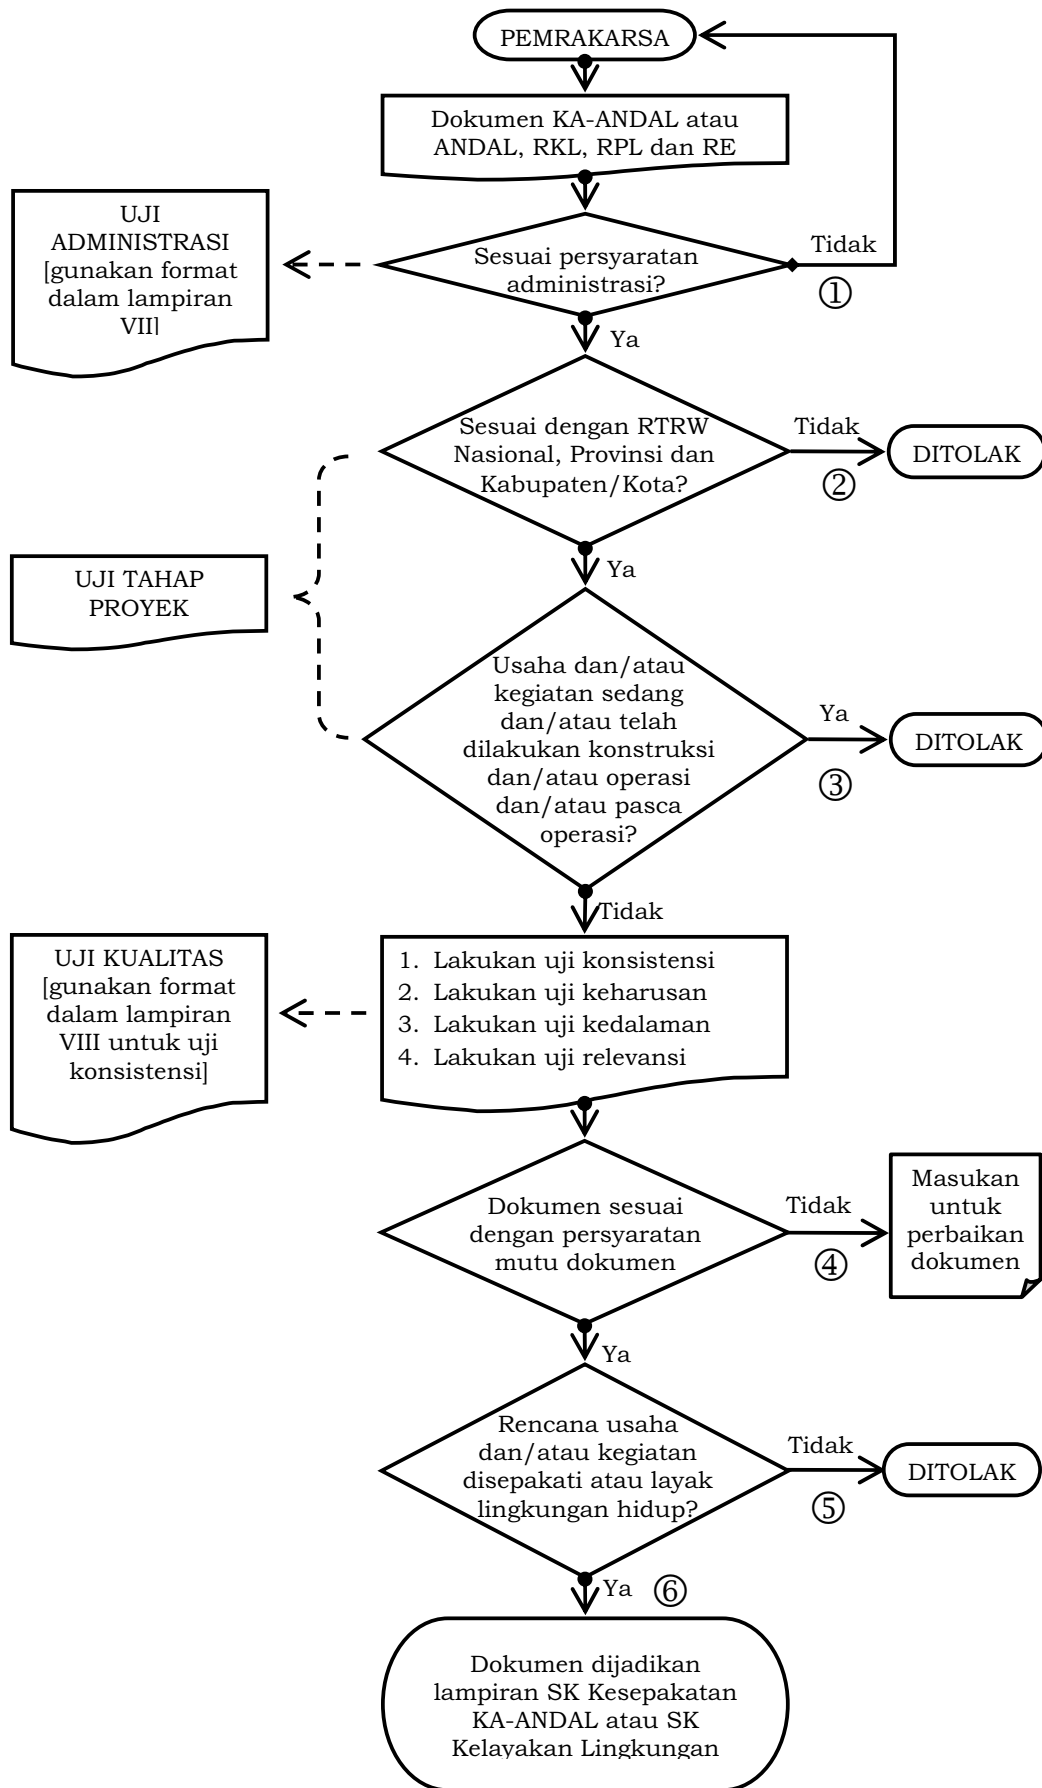 PEMRAKARSA
Dokumen KA-ANDAL atau
ANDAL, RKL, RPL dan RE
UJI
ADMINISTRASI
[gunakan format
dalam lampiran
VII]
Sesuai persyaratan
administrasi?
Tidak
①
Ya
Sesuai dengan RTRW
Nasional, Provinsi dan
Kabupaten/Kota?
Tidak
②
DITOLAK
Ya
UJI TAHAP
PROYEK
Usaha dan/atau
kegiatan sedang
dan/atau telah
dilakukan konstruksi
dan/atau operasi
dan/atau pasca
operasi?
Ya
③
DITOLAK
Tidak
UJI KUALITAS
[gunakan format
dalam lampiran
VIII untuk uji
konsistensi]
1. Lakukan uji konsistensi
2. Lakukan uji keharusan
3. Lakukan uji kedalaman
4. Lakukan uji relevansi
Dokumen sesuai
dengan persyaratan
mutu dokumen
Tidak
④
Masukan
untuk
perbaikan
dokumen
Ya
Rencana usaha
dan/atau kegiatan
disepakati atau layak
lingkungan hidup?
Tidak
⑤
DITOLAK
Ya ⑥
Dokumen dijadikan
lampiran SK Kesepakatan
KA-ANDAL atau SK
Kelayakan Lingkungan